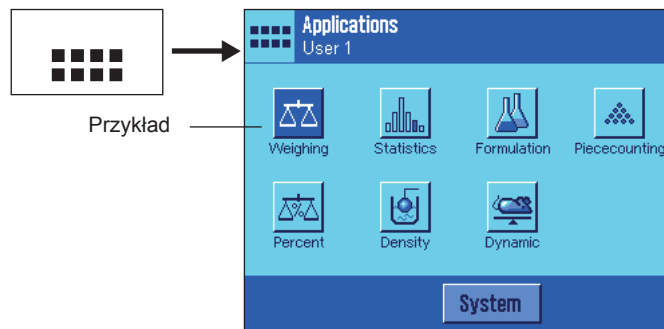 Applications
User 1
Przykład
Weighing Statistics Formulation Piececounting
Percent Density Dynamic
System